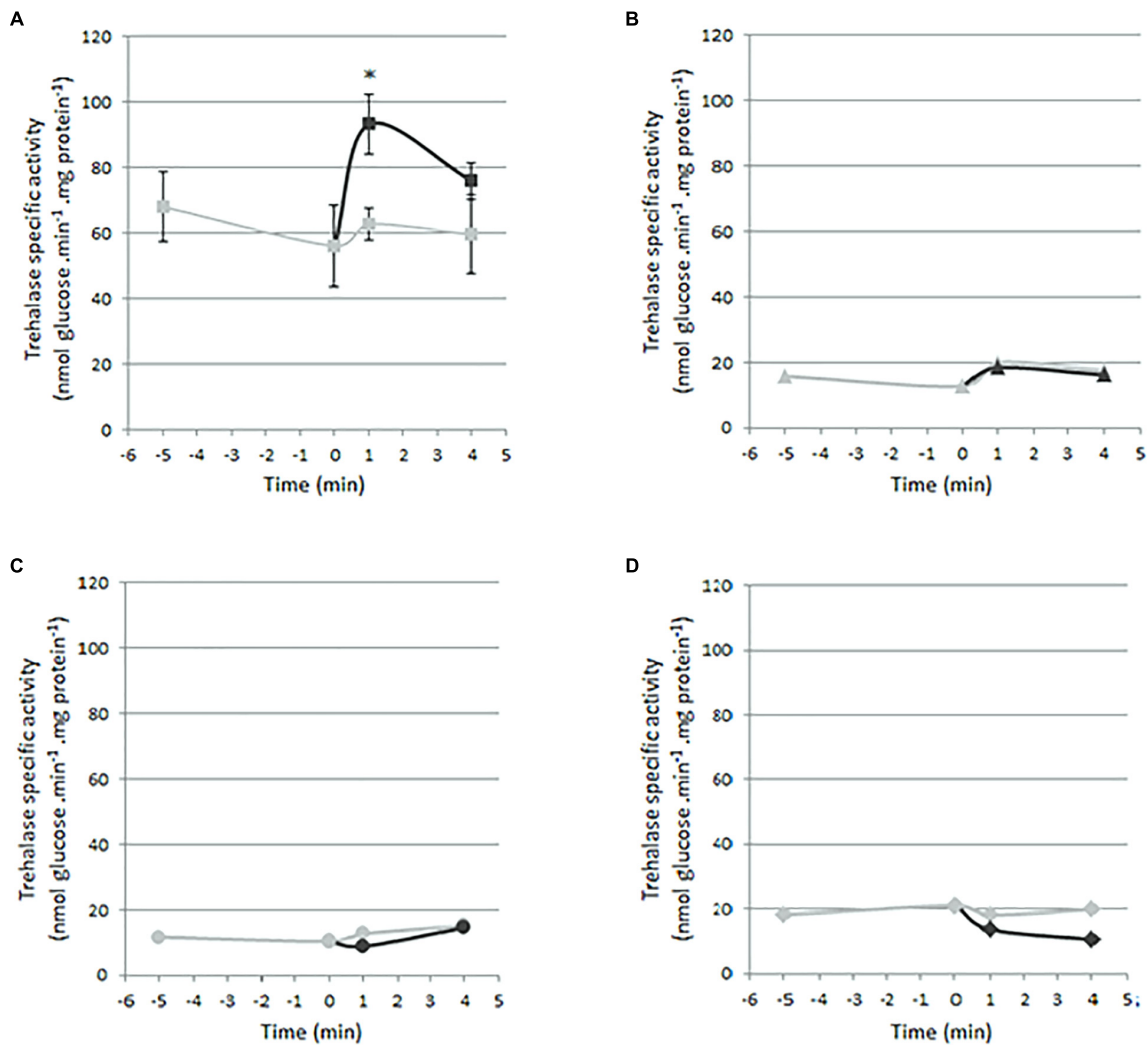 A
Trehalase specific activity
(nmol glucose .min⁻¹ .mg protein⁻¹)
120
100
80
60
40
20
0
*
-6 -5 -4 -3 -2 -1 0 1 2 3 4 5
Time (min)
B
Trehalase specific activity
(nmol glucose .min⁻¹ .mg protein⁻¹)
120
100
80
60
40
20
0
-6 -5 -4 -3 -2 -1 0 1 2 3 4 5
Time (min)
C
Trehalase specific activity
(nmol glucose .min⁻¹ .mg protein⁻¹)
120
100
80
60
40
20
0
-6 -5 -4 -3 -2 -1 0 1 2 3 4 5
Time (min)
D
Trehalase specific activity
(nmol glucose .min⁻¹ .mg protein⁻¹)
120
100
80
60
40
20
0
-6 -5 -4 -3 -2 -1 0 1 2 3 4 5;
Time (min)